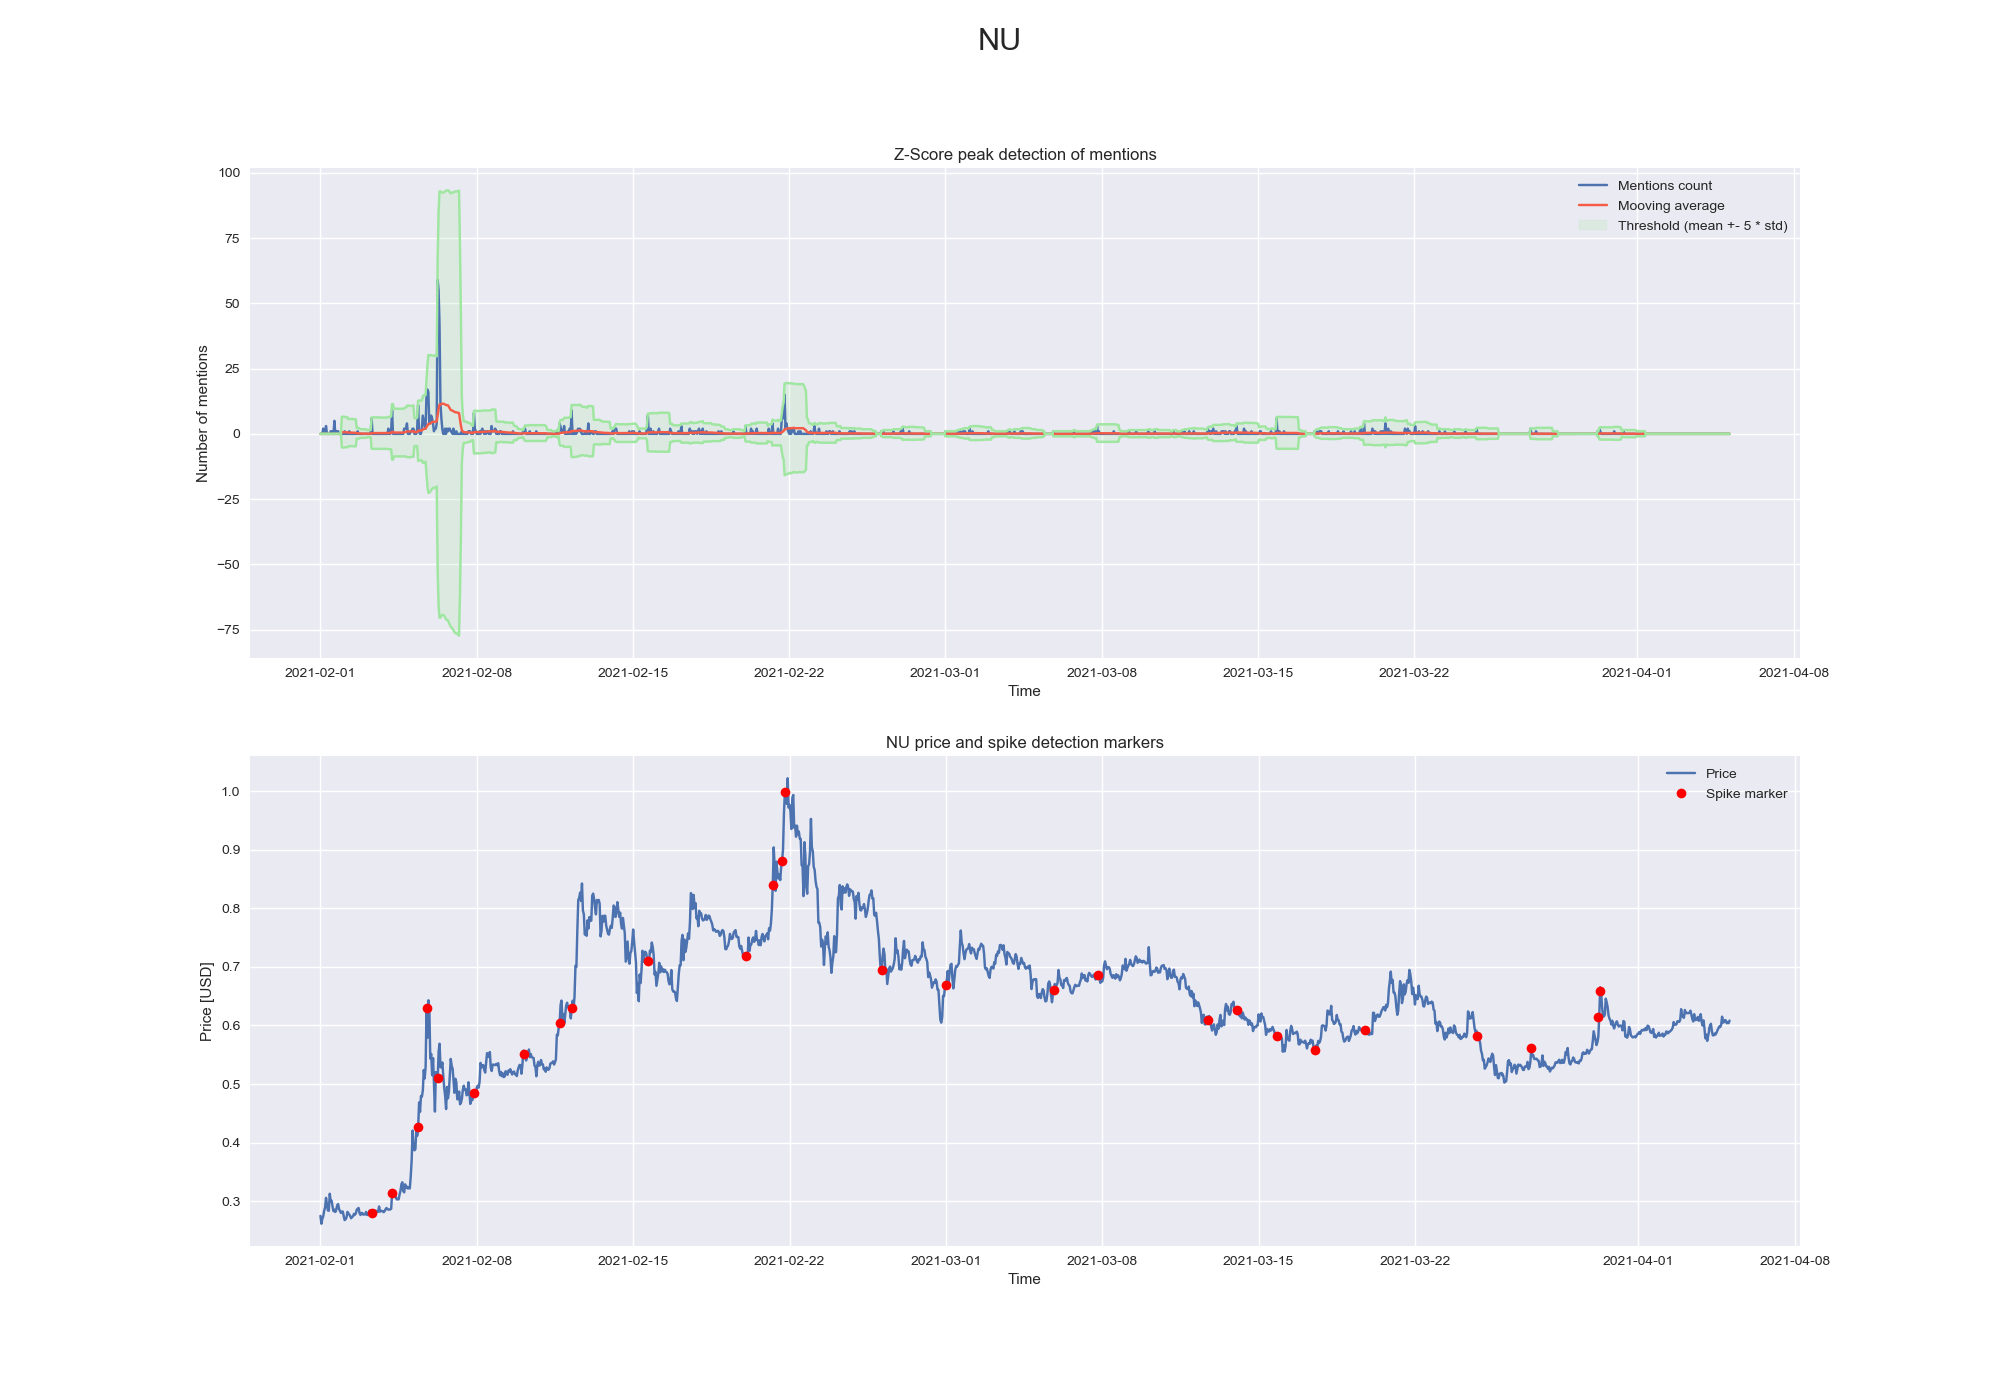 NU
Z-Score peak detection of mentions
100
75
50
25
0
−25
−50
−75
Number of mentions
Mentions count
Mooving average
Threshold (mean +- 5 * std)
2021-02-01 2021-02-08 2021-02-15 2021-02-22 2021-03-01 2021-03-08 2021-03-15 2021-03-22 2021-04-01 2021-04-08
Time
NU price and spike detection markers
1.0
0.9
0.8
0.7
0.6
0.5
0.4
0.3
Price [USD]
Price
Spike marker
2021-02-01 2021-02-08 2021-02-15 2021-02-22 2021-03-01 2021-03-08 2021-03-15 2021-03-22 2021-04-01 2021-04-08
Time